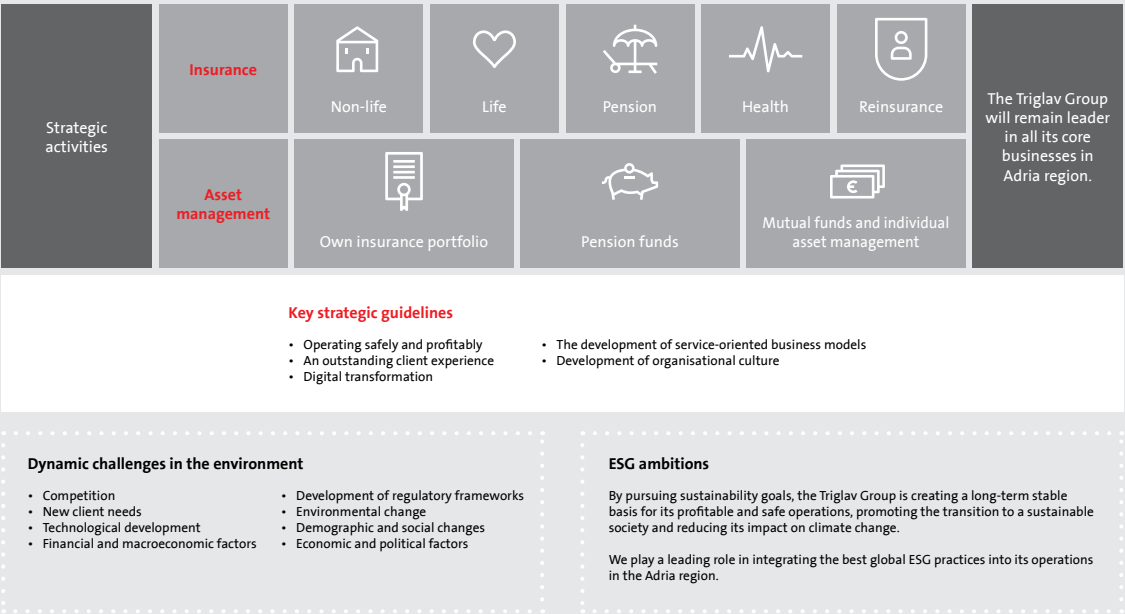 Strategic
activities
Insurance
Non-life
Life
Pension
Health
Reinsurance
Asset
management
Own insurance portfolio
Pension funds
€
Mutual funds and individual
asset management
The Triglav Group
will remain leader
in all its core
businesses in
Adria region.
Key strategic guidelines
• Operating safely and profitably
• An outstanding client experience
• Digital transformation
• The development of service-oriented business models
• Development of organisational culture
Dynamic challenges in the environment
• Competition
• New client needs
• Technological development
• Financial and macroeconomic factors
• Development of regulatory frameworks
• Environmental change
• Demographic and social changes
• Economic and political factors
ESG ambitions
By pursuing sustainability goals, the Triglav Group is creating a long-term stable
basis for its profitable and safe operations, promoting the transition to a sustainable
society and reducing its impact on climate change.
We play a leading role in integrating the best global ESG practices into its operations
in the Adria region.